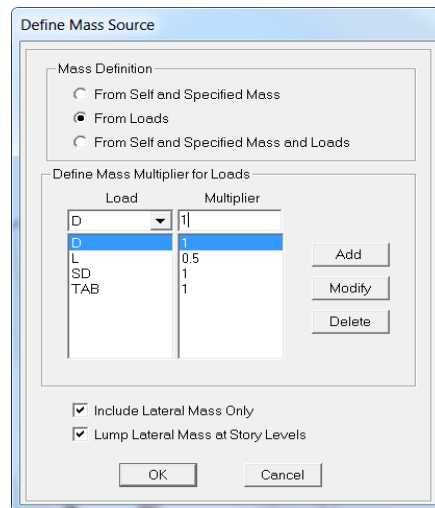 Define Mass Source
Mass Definition
From Self and Specified Mass
From Loads
From Self and Specified Mass and Loads
Define Mass Multiplier for Loads
Load Multiplier
D 1
D 1
L 0.5
SD 1
TAB 1
Add
Modify
Delete
Include Lateral Mass Only
Lump Lateral Mass at Story Levels
OK Cancel